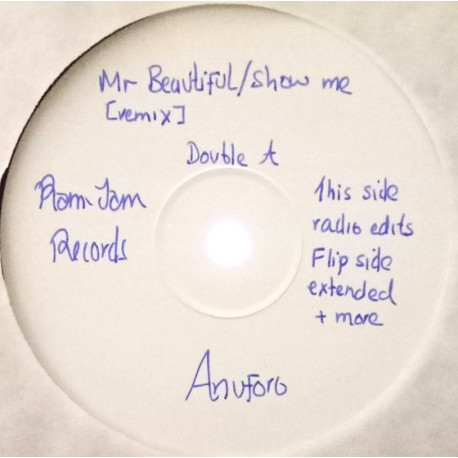 Mr Beautiful/show me
[remix]
Double A
Plam Jam
Records
This side
radio edits
Flip side
extended
+ more
Anuforo